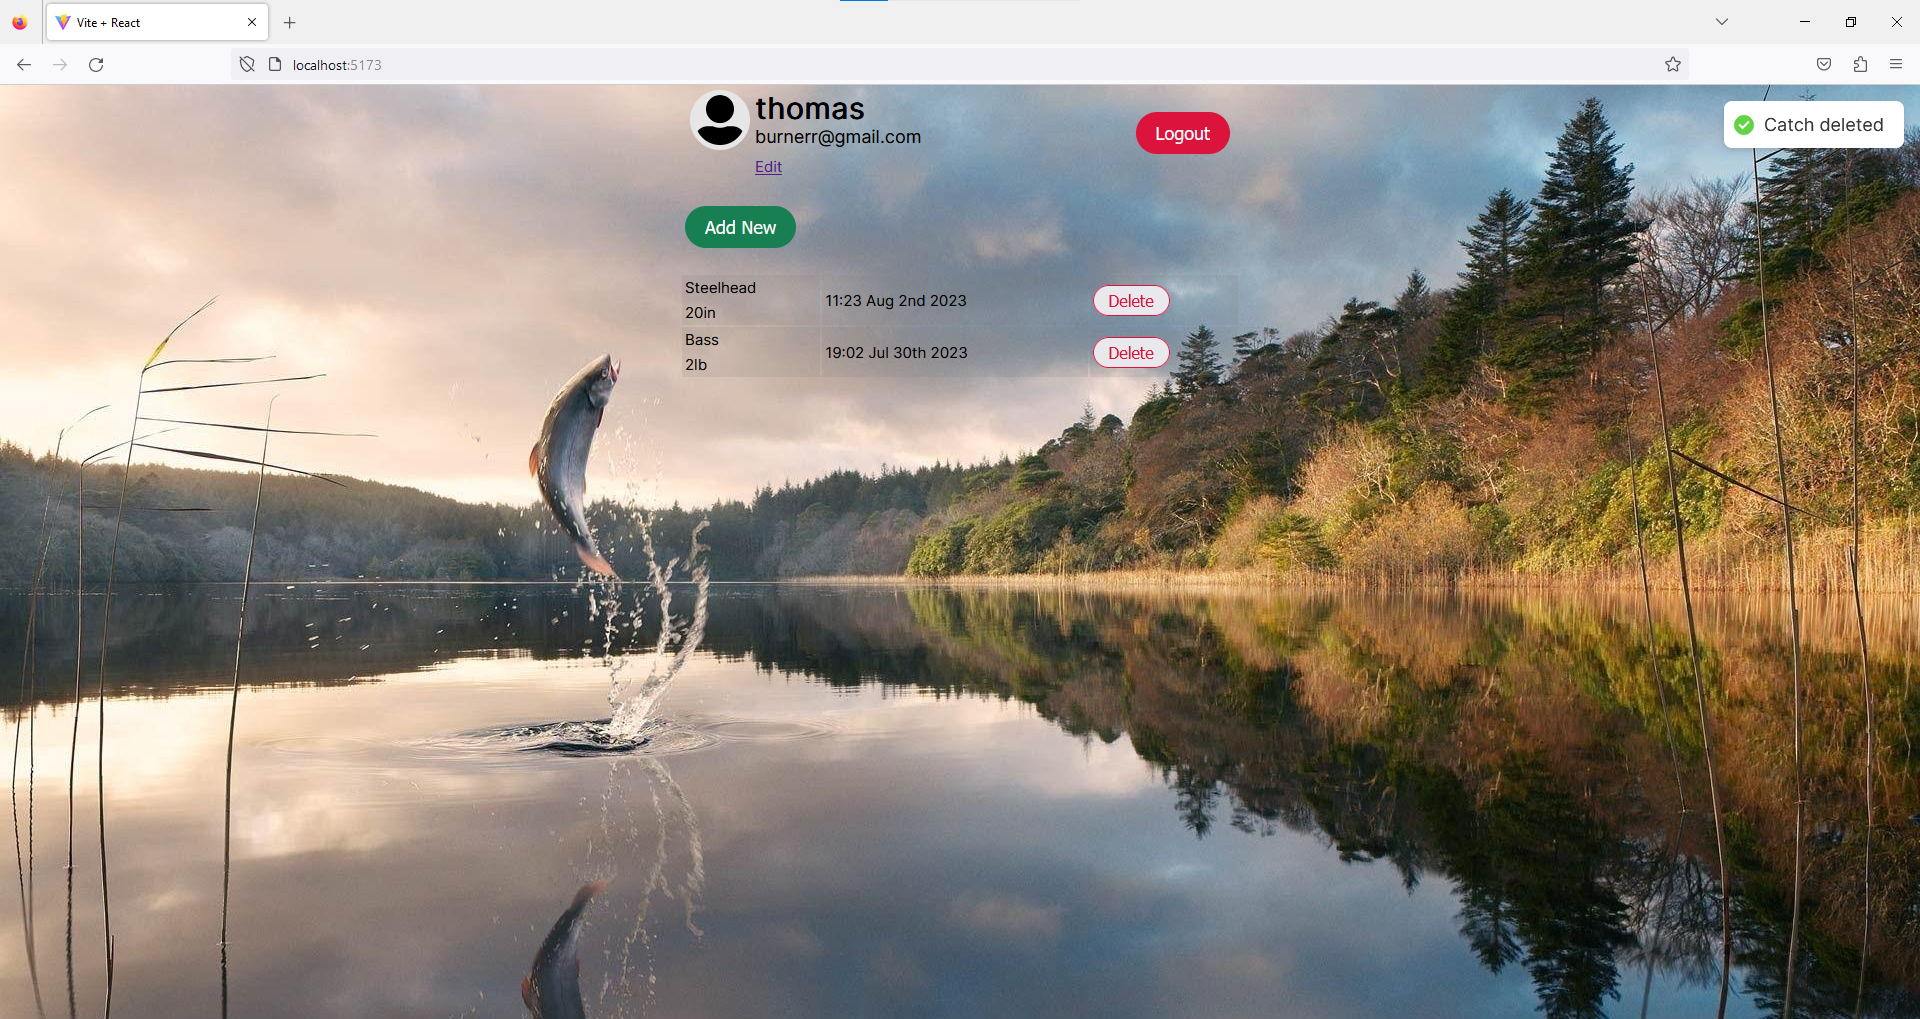 Vite + React
localhost:5173
thomas
burnerr@gmail.com
Edit
Logout
Catch deleted
Add New
Steelhead
20in
11:23 Aug 2nd 2023
Delete
Bass
2lb
19:02 Jul 30th 2023
Delete